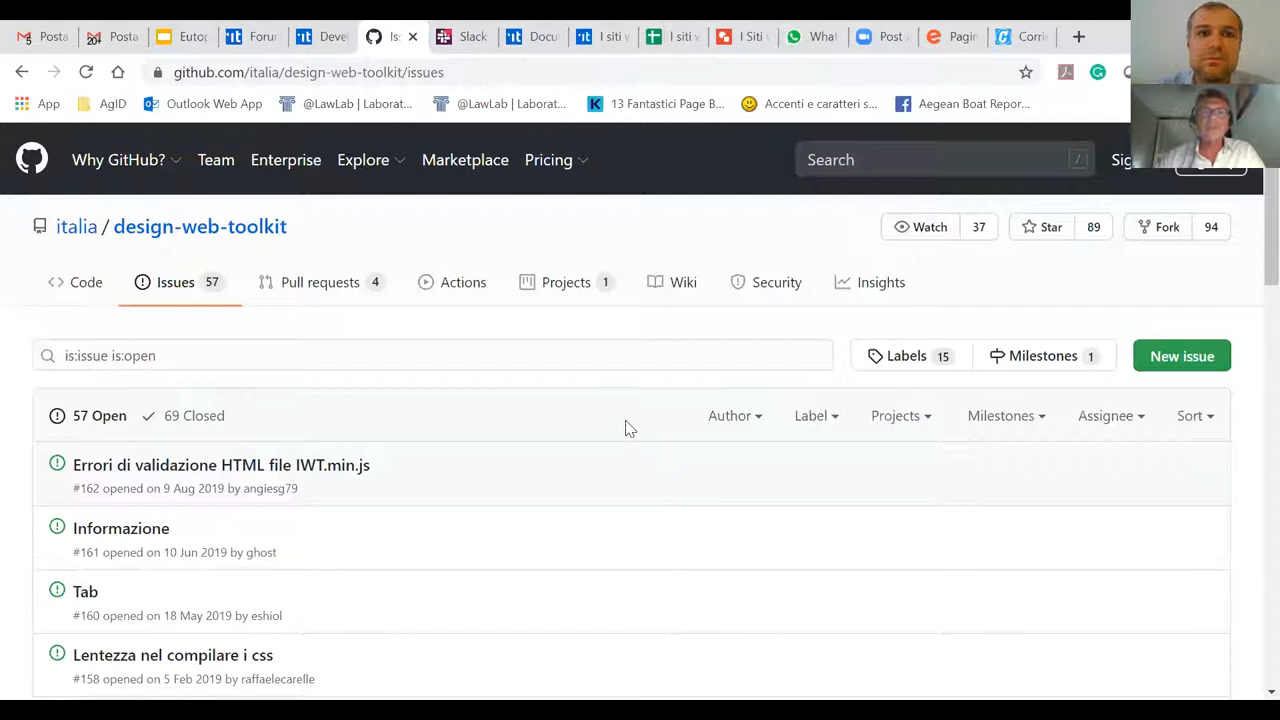 Posta Posta Eutop Forun Devel Is: Slack Docu I siti v I siti v I Siti v What Post A Pagin Corri
github.com/italia/design-web-toolkit/issues
App AgID Outlook Web App @LawLab | Laborat... @LawLab | Laborat... 13 Fantastici Page B... Accenti e caratteri s... Aegean Boat Repor...
Why GitHub? Team Enterprise Explore Marketplace Pricing Search / Sig
italia / design-web-toolkit Watch 37 Star 89 Fork 94
Code Issues 57 Pull requests 4 Actions Projects 1 Wiki Security Insights
is:issue is:open Labels 15 Milestones 1 New issue
57 Open 69 Closed Author Label Projects Milestones Assignee Sort
Errori di validazione HTML file IWT.min.js
#162 opened on 9 Aug 2019 by angiesg79
Informazione
#161 opened on 10 Jun 2019 by ghost
Tab
#160 opened on 18 May 2019 by eshiol
Lentezza nel compilare i css
#158 opened on 5 Feb 2019 by raffaelecarelle